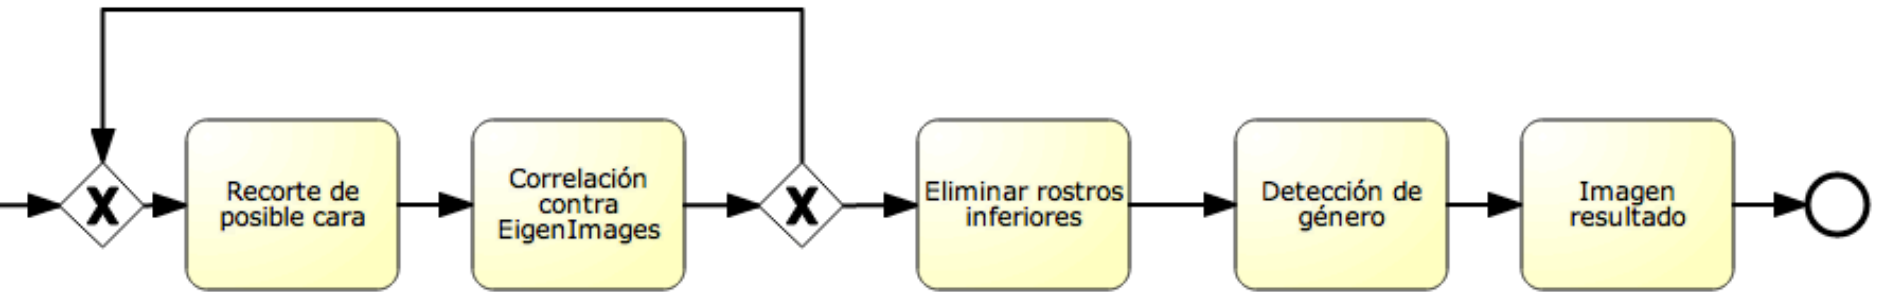 X
Recorte de
posible cara
Correlación
contra
EigenImages
X
Eliminar rostros
inferiores
Detección de
género
Imagen
resultado